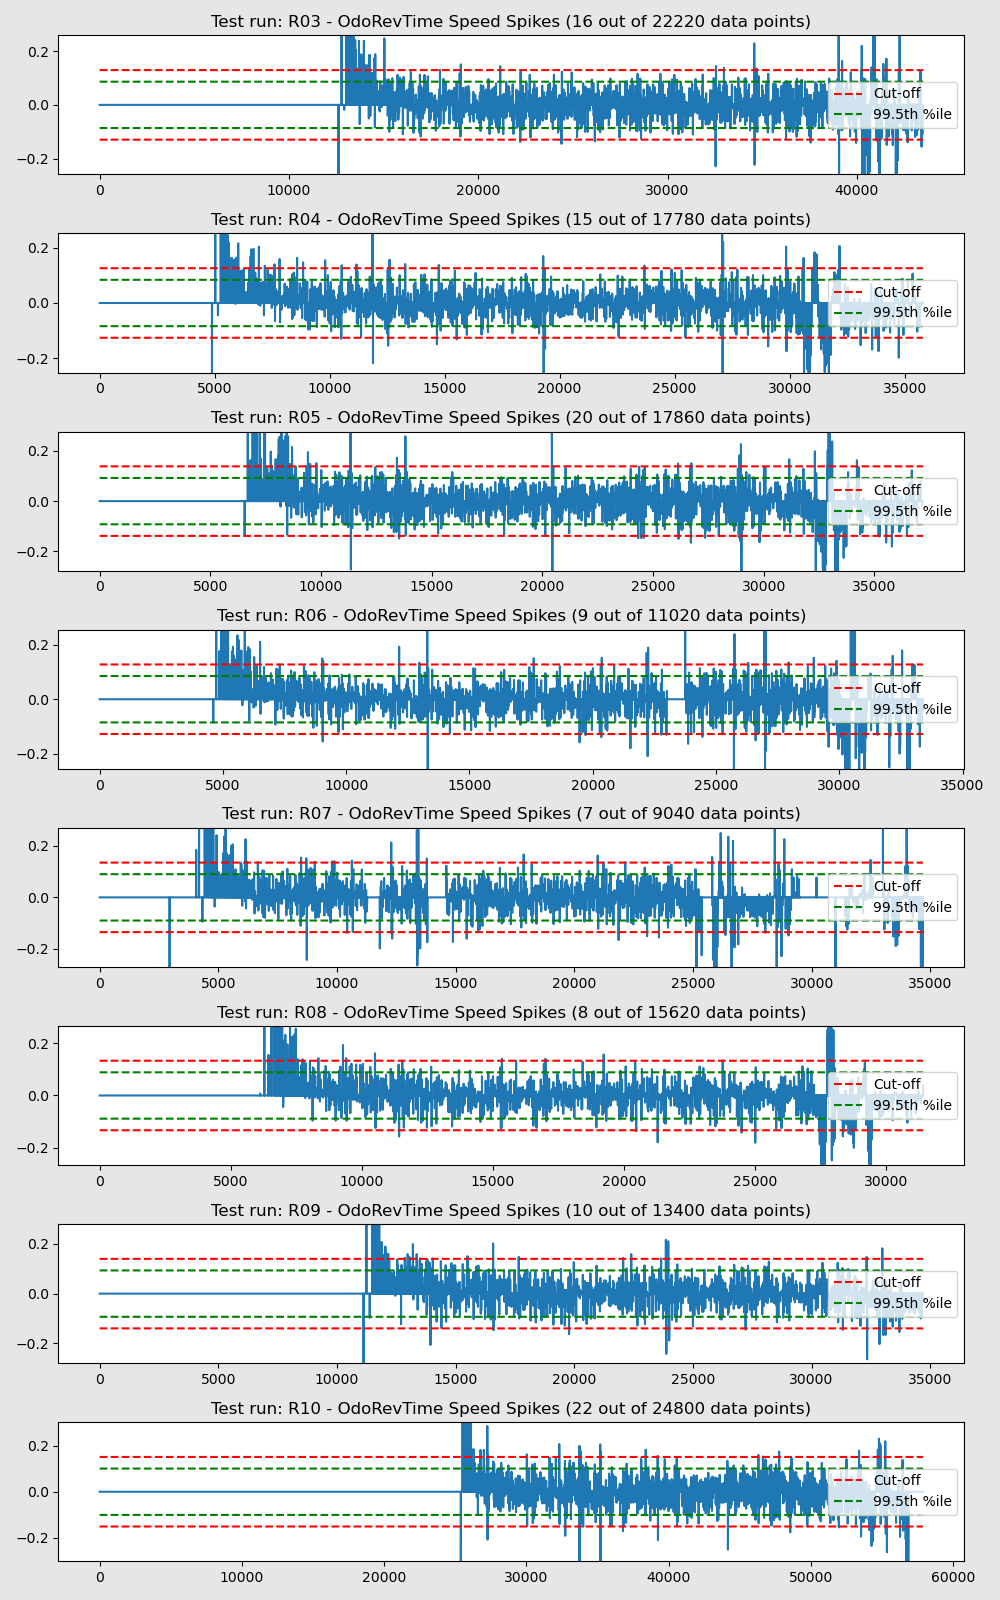 Test run: R03 - OdoRevTime Speed Spikes (16 out of 22220 data points)
0.2
0.0
−0.2
Cut-off
99.5th %ile
0 10000 20000 30000 40000
Test run: R04 - OdoRevTime Speed Spikes (15 out of 17780 data points)
0.2
0.0
−0.2
Cut-off
99.5th %ile
0 5000 10000 15000 20000 25000 30000 35000
Test run: R05 - OdoRevTime Speed Spikes (20 out of 17860 data points)
0.2
0.0
−0.2
Cut-off
99.5th %ile
0 5000 10000 15000 20000 25000 30000 35000
Test run: R06 - OdoRevTime Speed Spikes (9 out of 11020 data points)
0.2
0.0
−0.2
Cut-off
99.5th %ile
0 5000 10000 15000 20000 25000 30000 35000
Test run: R07 - OdoRevTime Speed Spikes (7 out of 9040 data points)
0.2
0.0
−0.2
Cut-off
99.5th %ile
0 5000 10000 15000 20000 25000 30000 35000
Test run: R08 - OdoRevTime Speed Spikes (8 out of 15620 data points)
0.2
0.0
−0.2
Cut-off
99.5th %ile
0 5000 10000 15000 20000 25000 30000
Test run: R09 - OdoRevTime Speed Spikes (10 out of 13400 data points)
0.2
0.0
−0.2
Cut-off
99.5th %ile
0 5000 10000 15000 20000 25000 30000 35000
Test run: R10 - OdoRevTime Speed Spikes (22 out of 24800 data points)
0.2
0.0
−0.2
Cut-off
99.5th %ile
0 10000 20000 30000 40000 50000 60000